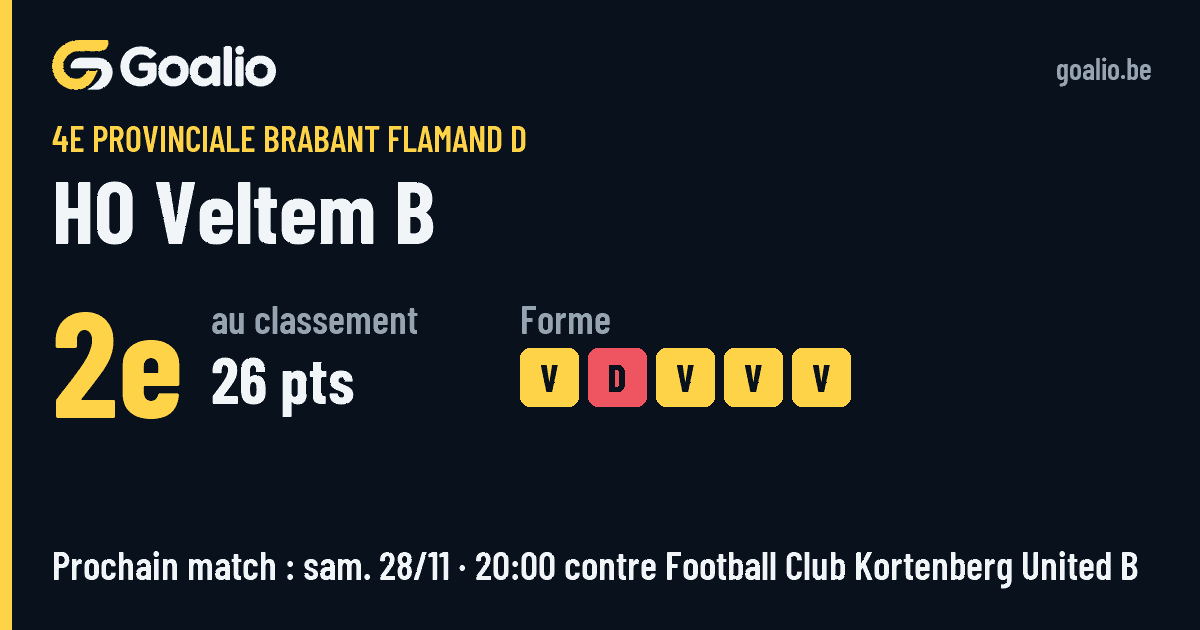 Goalio
goalio.be
4E PROVINCIALE BRABANT FLAMAND D
HO Veltem B
2e
au classement
26 pts
Forme
V D V V V
Prochain match : sam. 28/11 · 20:00 contre Football Club Kortenberg United B